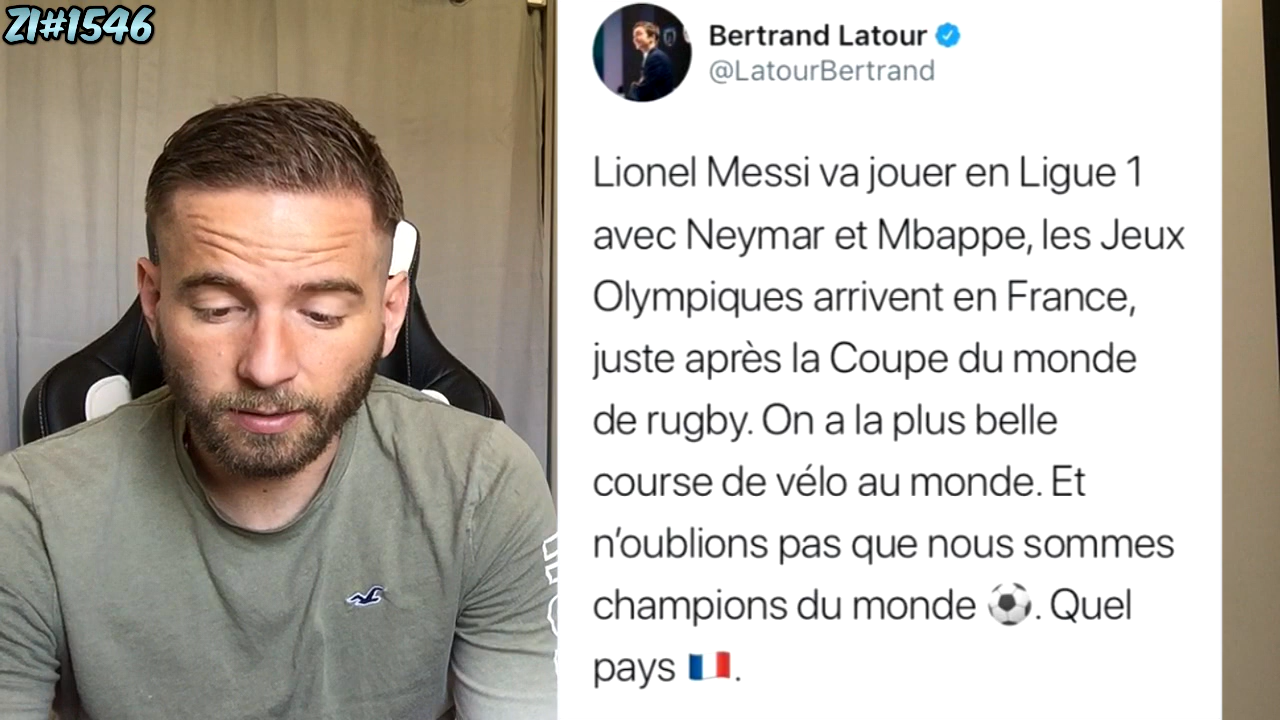 ZI#1546
Bertrand Latour
@LatourBertrand
Lionel Messi va jouer en Ligue 1
avec Neymar et Mbappe, les Jeux
Olympiques arrivent en France,
juste après la Coupe du monde
de rugby. On a la plus belle
course de vélo au monde. Et
n’oublions pas que nous sommes
champions du monde ⚽. Quel
pays 🇫🇷.